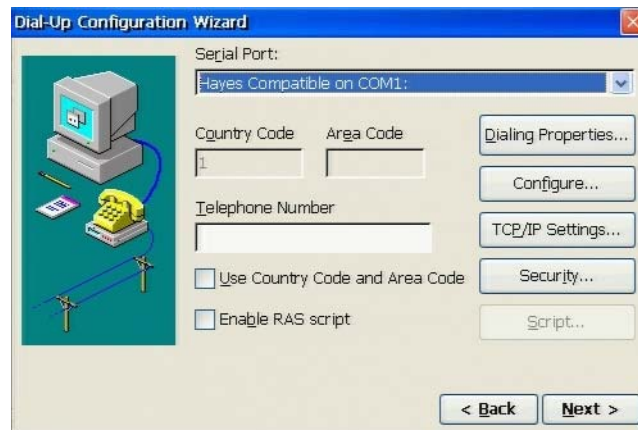 Dial-Up Configuration Wizard
Serial Port:
Hayes Compatible on COM1:
Country Code Area Code
1
Dialing Properties...
Configure...
Telephone Number
TCP/IP Settings...
Use Country Code and Area Code
Security...
Enable RAS script
Script...
< Back Next >